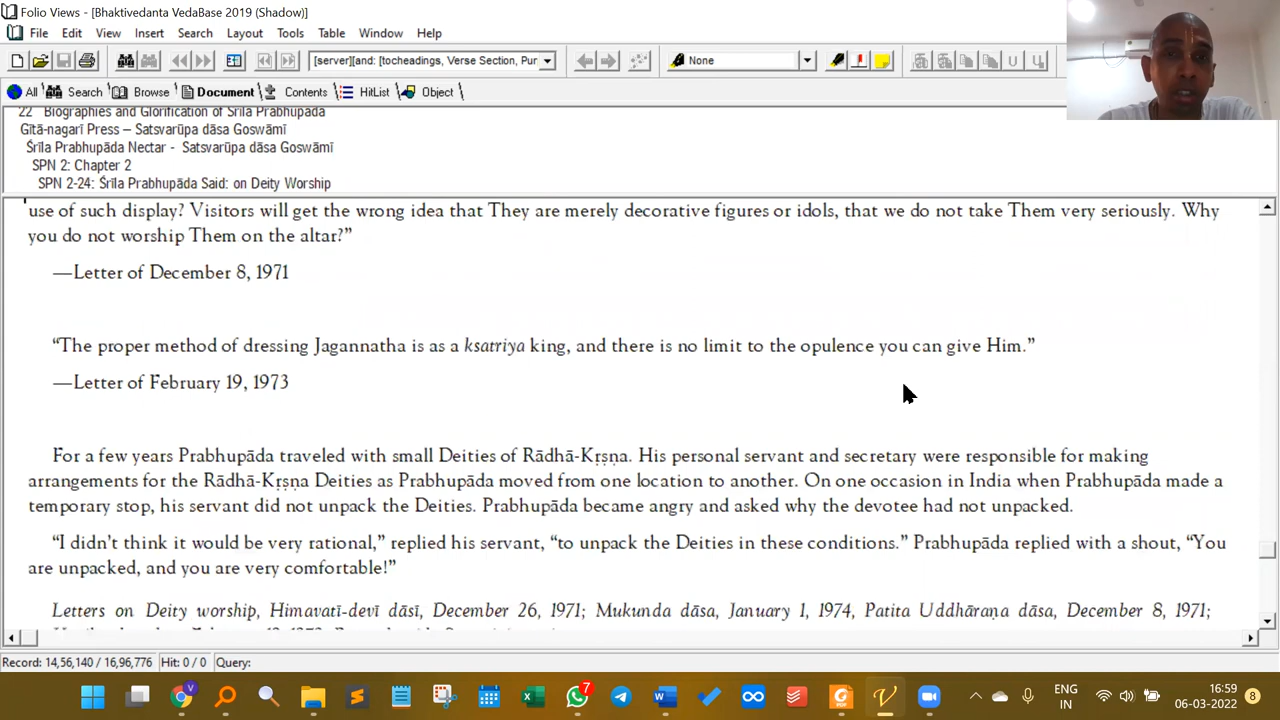 Folio Views - [Bhaktivedanta VedaBase 2019 (Shadow)]
File Edit View Insert Search Layout Tools Table Window Help
[server][and: [tocheadings, Verse Section, Pur
None
All Search Browse Document Contents HitList Object
22 Biographies and Glorification of Śrīla Prabhupāda
Gītā-nagarī Press – Satsvarūpa dāsa Goswāmī
Śrīla Prabhupāda Nectar - Satsvarūpa dāsa Goswāmī
SPN 2: Chapter 2
SPN 2-24: Śrīla Prabhupāda Said: on Deity Worship
use of such display? Visitors will get the wrong idea that They are merely decorative figures or idols, that we do not take Them very seriously. Why
you do not worship Them on the altar?”
—Letter of December 8, 1971
“The proper method of dressing Jagannatha is as a ksatriya king, and there is no limit to the opulence you can give Him.”
—Letter of February 19, 1973
For a few years Prabhupāda traveled with small Deities of Rādhā-Kṛṣṇa. His personal servant and secretary were responsible for making
arrangements for the Rādhā-Kṛṣṇa Deities as Prabhupāda moved from one location to another. On one occasion in India when Prabhupāda made a
temporary stop, his servant did not unpack the Deities. Prabhupāda became angry and asked why the devotee had not unpacked.
“I didn't think it would be very rational,” replied his servant, “to unpack the Deities in these conditions.” Prabhupāda replied with a shout, “You
are unpacked, and you are very comfortable!”
Letters on Deity worship, Himavatī-devī dāsī, December 26, 1971; Mukunda dāsa, January 1, 1974, Patita Uddhāraṇa dāsa, December 8, 1971;
Record: 14,56,140 / 16,96,776 Hit: 0 / 0 Query:
7
ENG
IN
16:59
06-03-2022
8